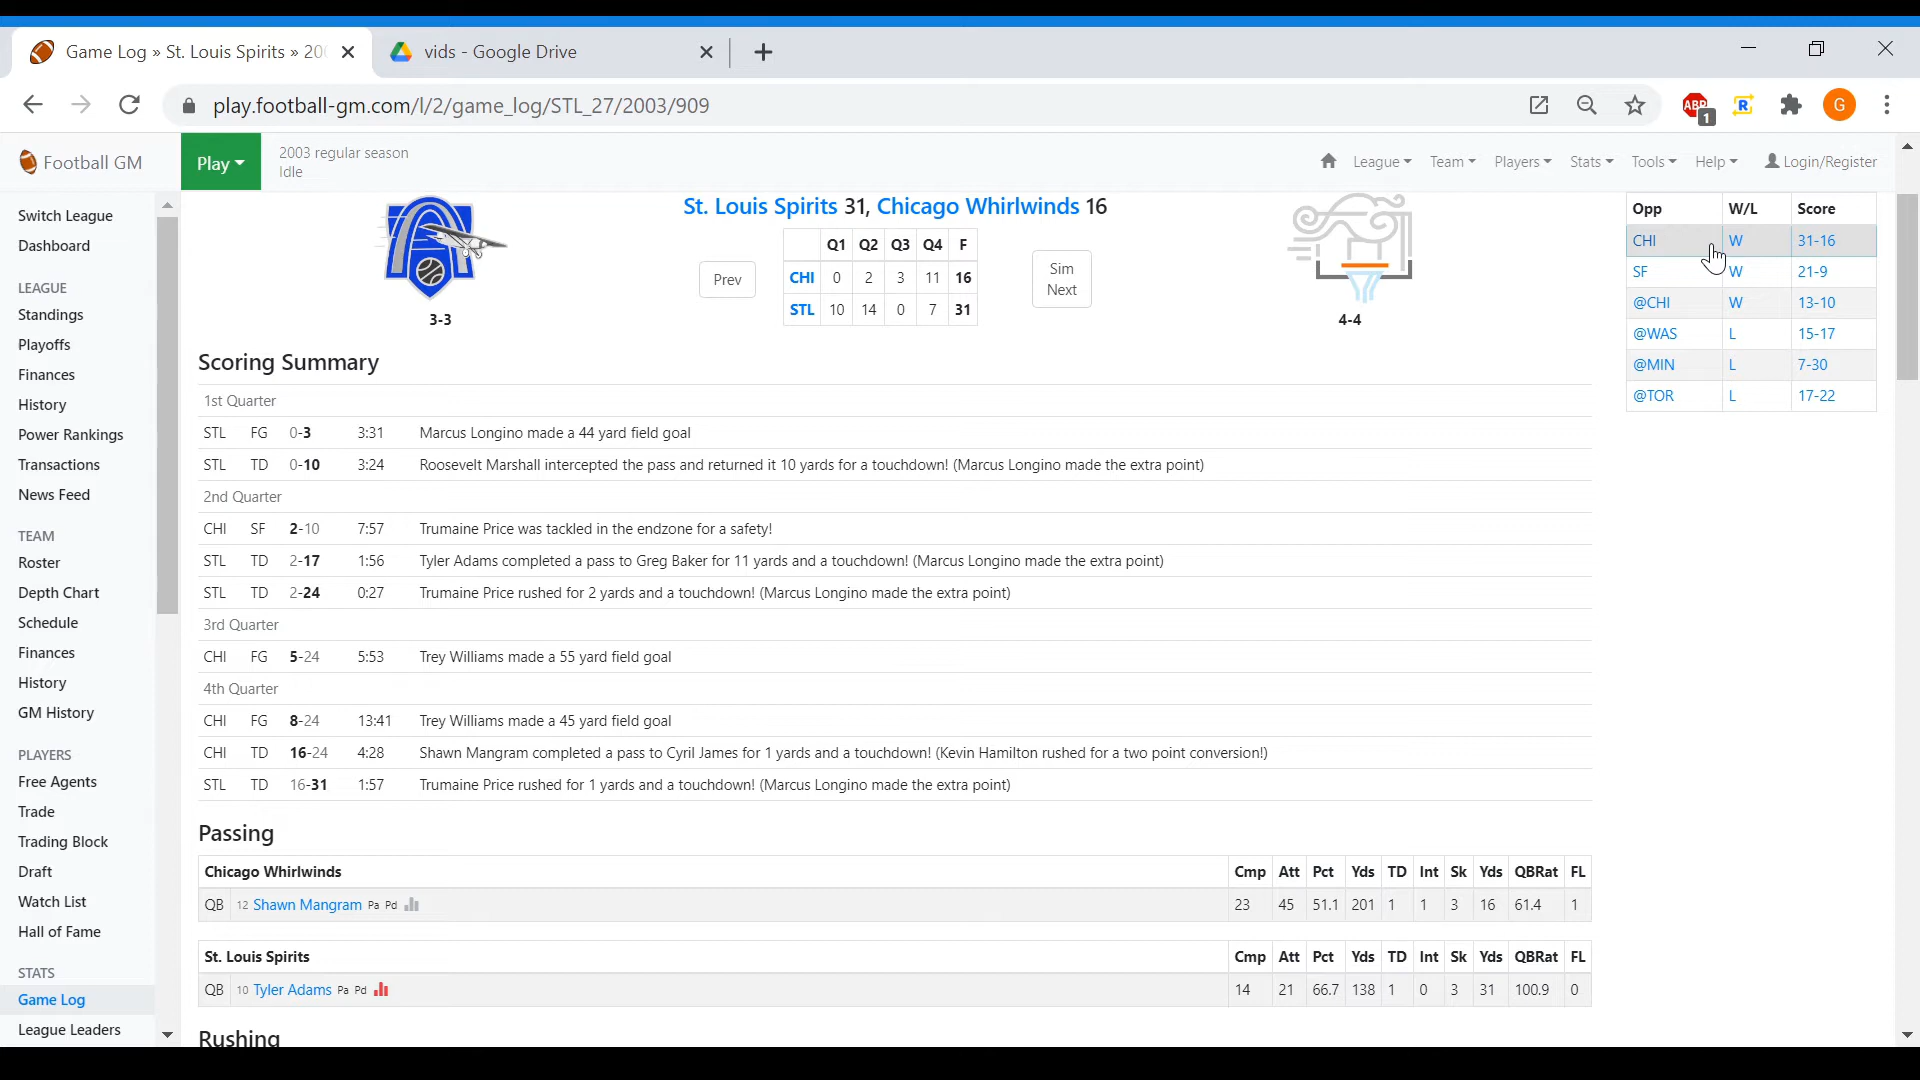 Game Log » St. Louis Spirits » 200
vids - Google Drive
play.football-gm.com/l/2/game_log/STL_27/2003/909
ABP
1
R
G
Football GM
Play
2003 regular season
Idle
League
Team
Players
Stats
Tools
Help
Login/Register
Switch League
Dashboard
LEAGUE
Standings
Playoffs
Finances
History
Power Rankings
Transactions
News Feed
TEAM
Roster
Depth Chart
Schedule
Finances
History
GM History
PLAYERS
Free Agents
Trade
Trading Block
Draft
Watch List
Hall of Fame
STATS
Game Log
League Leaders
3-3
St. Louis Spirits 31, Chicago Whirlwinds 16
Q1 Q2 Q3 Q4 F
CHI 0 2 3 11 16
STL 10 14 0 7 31
Prev
Sim
Next
4-4
Opp W/L Score
CHI W 31-16
SF W 21-9
@CHI W 13-10
@WAS L 15-17
@MIN L 7-30
@TOR L 17-22
Scoring Summary
1st Quarter
STL FG 0-3 3:31 Marcus Longino made a 44 yard field goal
STL TD 0-10 3:24 Roosevelt Marshall intercepted the pass and returned it 10 yards for a touchdown! (Marcus Longino made the extra point)
2nd Quarter
CHI SF 2-10 7:57 Trumaine Price was tackled in the endzone for a safety!
STL TD 2-17 1:56 Tyler Adams completed a pass to Greg Baker for 11 yards and a touchdown! (Marcus Longino made the extra point)
STL TD 2-24 0:27 Trumaine Price rushed for 2 yards and a touchdown! (Marcus Longino made the extra point)
3rd Quarter
CHI FG 5-24 5:53 Trey Williams made a 55 yard field goal
4th Quarter
CHI FG 8-24 13:41 Trey Williams made a 45 yard field goal
CHI TD 16-24 4:28 Shawn Mangram completed a pass to Cyril James for 1 yards and a touchdown! (Kevin Hamilton rushed for a two point conversion!)
STL TD 16-31 1:57 Trumaine Price rushed for 1 yards and a touchdown! (Marcus Longino made the extra point)
Passing
Chicago Whirlwinds Cmp Att Pct Yds TD Int Sk Yds QBRat FL
QB 12 Shawn Mangram Pa Pd 23 45 51.1 201 1 1 3 16 61.4 1
St. Louis Spirits Cmp Att Pct Yds TD Int Sk Yds QBRat FL
QB 10 Tyler Adams Pa Pd 14 21 66.7 138 1 0 3 31 100.9 0
Rushing